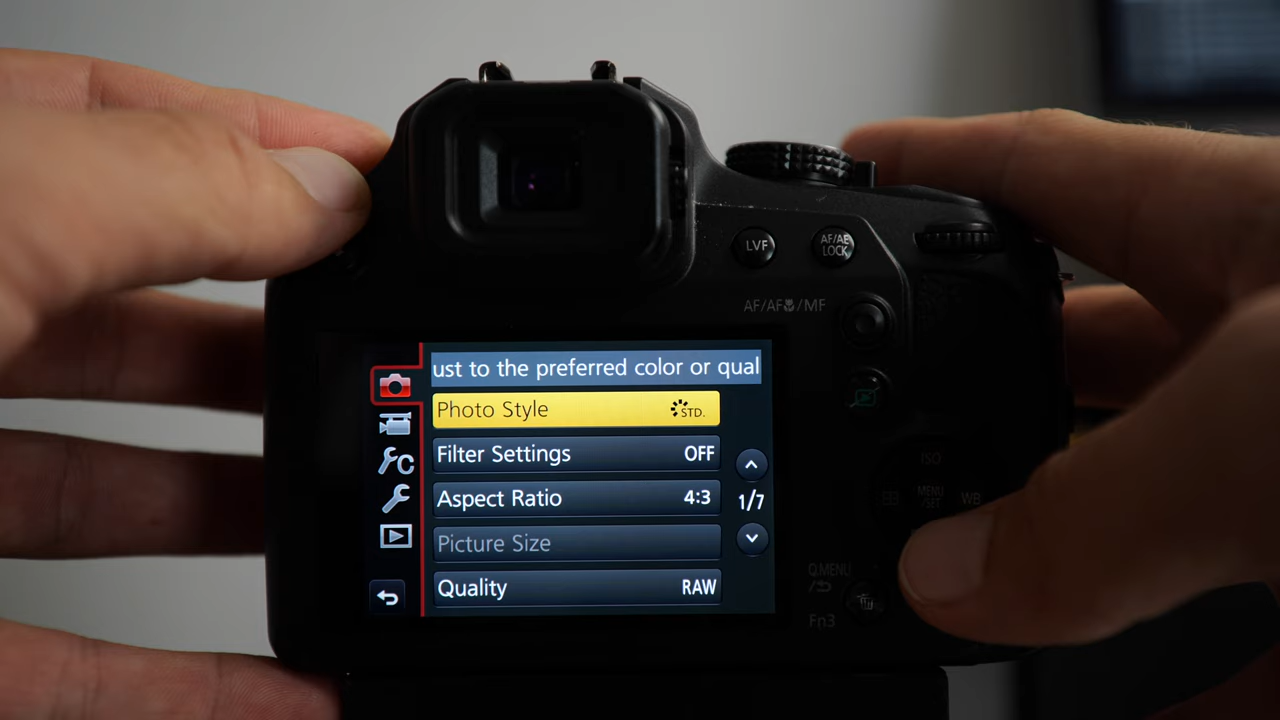 LVF
AF/AE
LOCK
AF/AF /MF
ust to the preferred color or qual
Photo Style STD.
Filter Settings OFF
Aspect Ratio 4:3
1/7
Picture Size
Quality RAW
ISO
MENU
/SET
WB
Q.MENU
Fn3